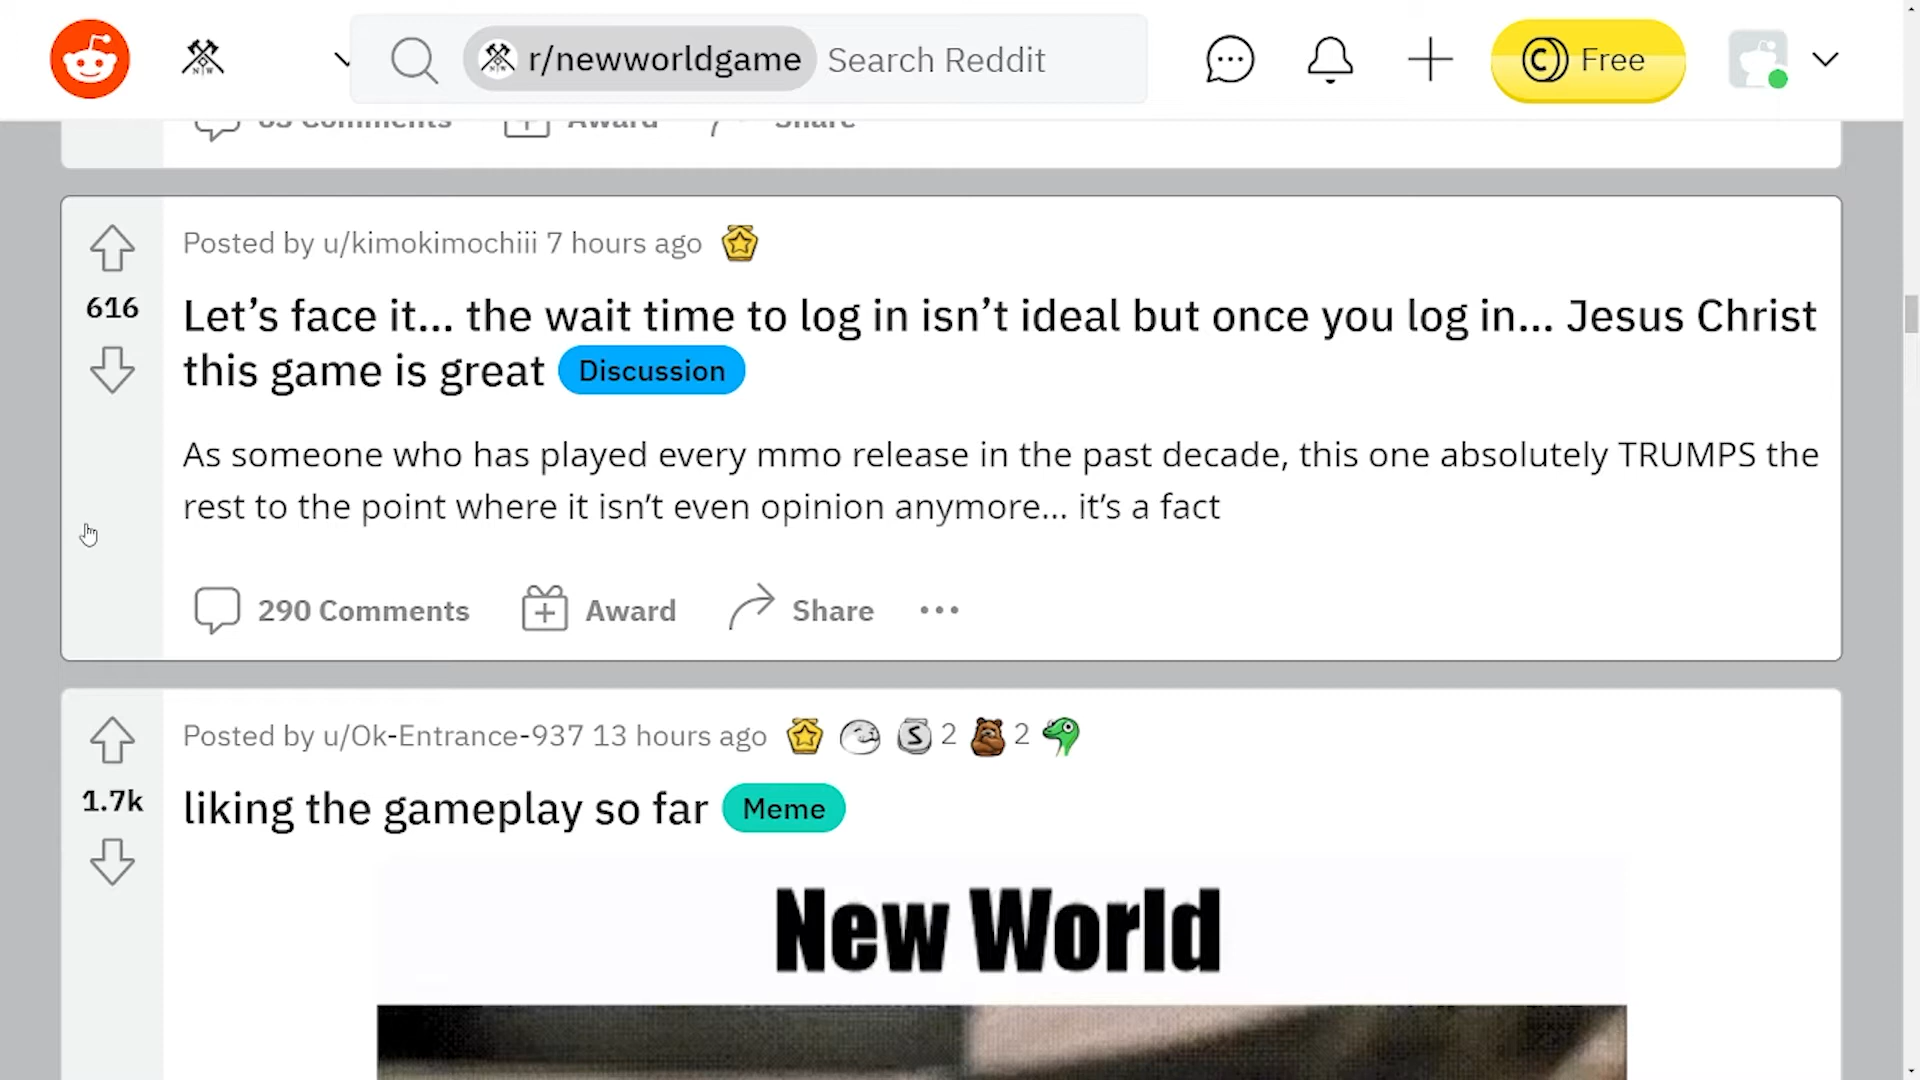 r/newworldgame Search Reddit
Free
Comments Award Share
Posted by u/kimokimochiii 7 hours ago
616
Let’s face it... the wait time to log in isn’t ideal but once you log in... Jesus Christ
this game is great Discussion
As someone who has played every mmo release in the past decade, this one absolutely TRUMPS the
rest to the point where it isn’t even opinion anymore... it’s a fact
290 Comments Award Share
Posted by u/Ok-Entrance-937 13 hours ago 2 2
1.7k
liking the gameplay so far Meme
New World